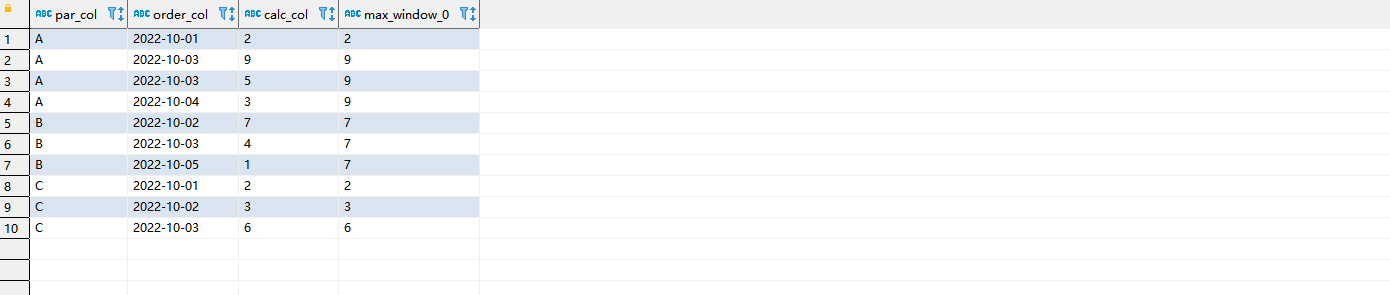 ABC par_col ABC order_col ABC calc_col ABC max_window_0
1 A 2022-10-01 2 2
2 A 2022-10-03 9 9
3 A 2022-10-03 5 9
4 A 2022-10-04 3 9
5 B 2022-10-02 7 7
6 B 2022-10-03 4 7
7 B 2022-10-05 1 7
8 C 2022-10-01 2 2
9 C 2022-10-02 3 3
10 C 2022-10-03 6 6